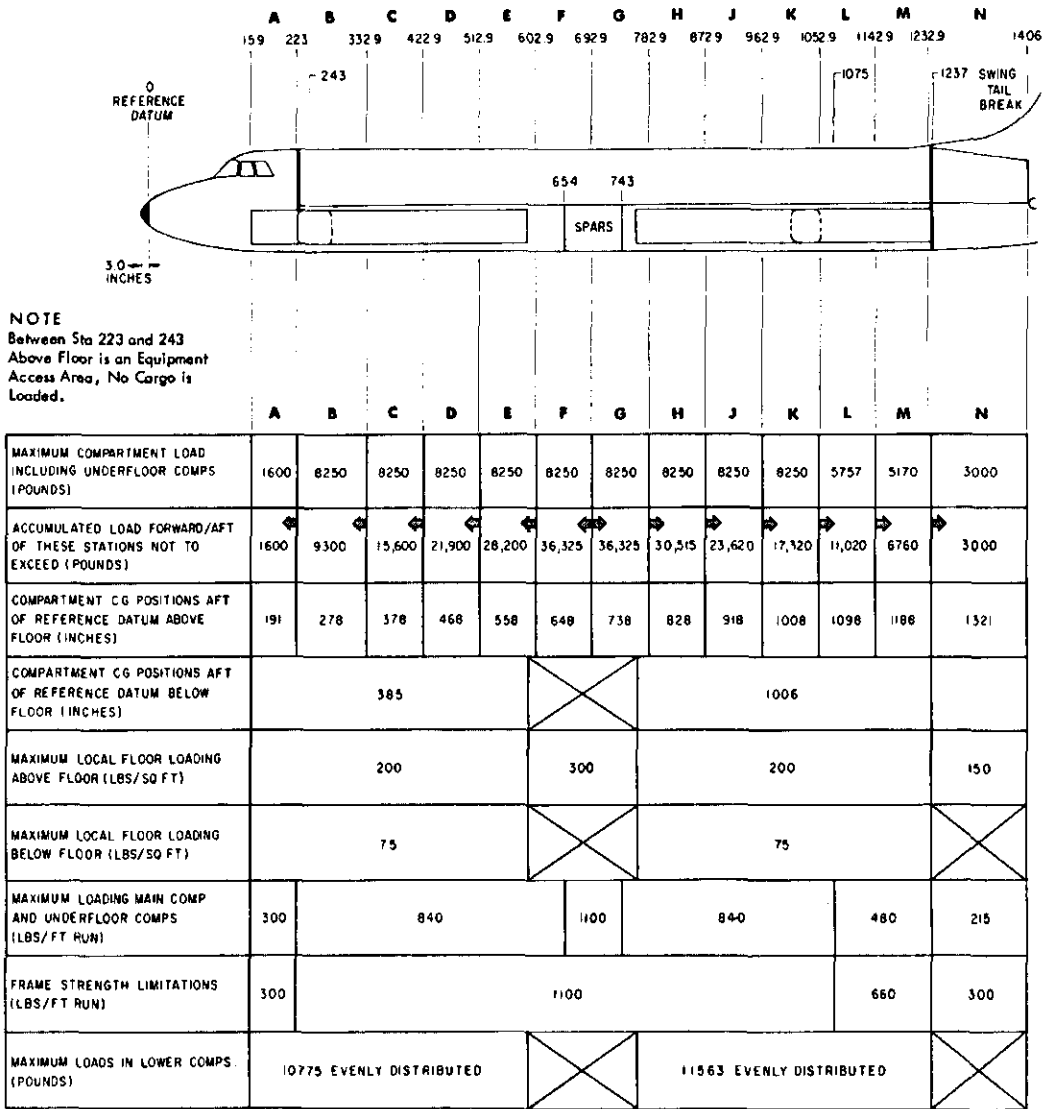 A B C D E F G H J K L M N
159 223 332.9 422.9 512.9 602.9 692.9 782.9 872.9 962.9 1052.9 1142.9 1232.9 1406
243 1075 1237 SWING
TAIL
BREAK
0
REFERENCE
DATUM
654 743
SPARS
3.0
INCHES
NOTE
Between Sta 223 and 243
Above Floor is an Equipment
Access Area, No Cargo is
Loaded.
A B C D E F G H J K L M N
MAXIMUM COMPARTMENT LOAD
INCLUDING UNDERFLOOR COMPS
(POUNDS)
1600 8250 8250 8250 8250 8250 8250 8250 8250 8250 5757 5170 3000
ACCUMULATED LOAD FORWARD/AFT
OF THESE STATIONS NOT TO
EXCEED (POUNDS)
1600 9300 15,600 21,900 28,200 36,325 36,325 30,515 23,620 17,320 11,020 6760 3000
COMPARTMENT CG POSITIONS AFT
OF REFERENCE DATUM ABOVE
FLOOR (INCHES)
191 278 378 468 558 648 738 828 918 1008 1098 1188 1321
COMPARTMENT CG POSITIONS AFT
OF REFERENCE DATUM BELOW
FLOOR (INCHES)
385 1006
MAXIMUM LOCAL FLOOR LOADING
ABOVE FLOOR (LBS/SQ FT)
200 300 200 150
MAXIMUM LOCAL FLOOR LOADING
BELOW FLOOR (LBS/SQ FT)
75 75
MAXIMUM LOADING MAIN COMP
AND UNDERFLOOR COMPS
(LBS/FT RUN)
300 840 1100 840 480 215
FRAME STRENGTH LIMITATIONS
(LBS/FT RUN)
300 1100 660 300
MAXIMUM LOADS IN LOWER COMPS.
(POUNDS)
10775 EVENLY DISTRIBUTED 11563 EVENLY DISTRIBUTED